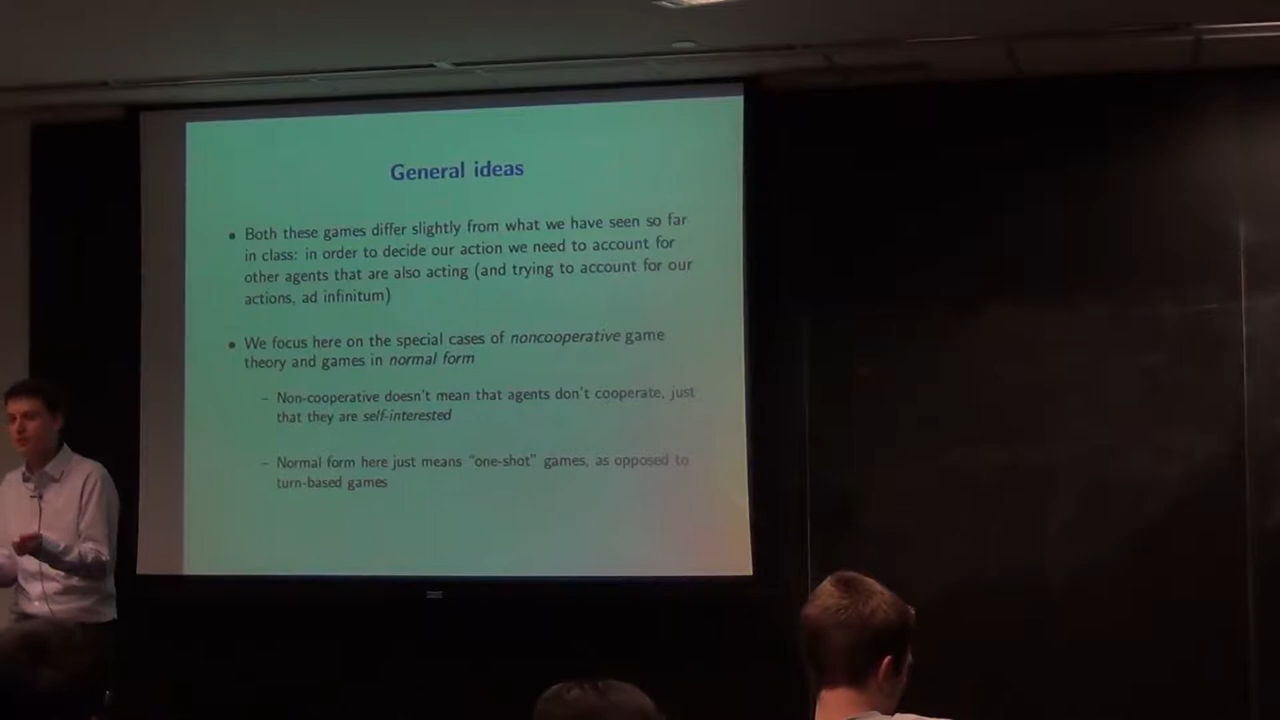 General ideas
• Both these games differ slightly from what we have seen so far
in class: in order to decide our action we need to account for
other agents that are also acting (and trying to account for our
actions, ad infinitum)
• We focus here on the special cases of noncooperative game
theory and games in normal form
– Non-cooperative doesn't mean that agents don't cooperate, just
that they are self-interested
– Normal form here just means "one-shot" games, as opposed to
turn-based games